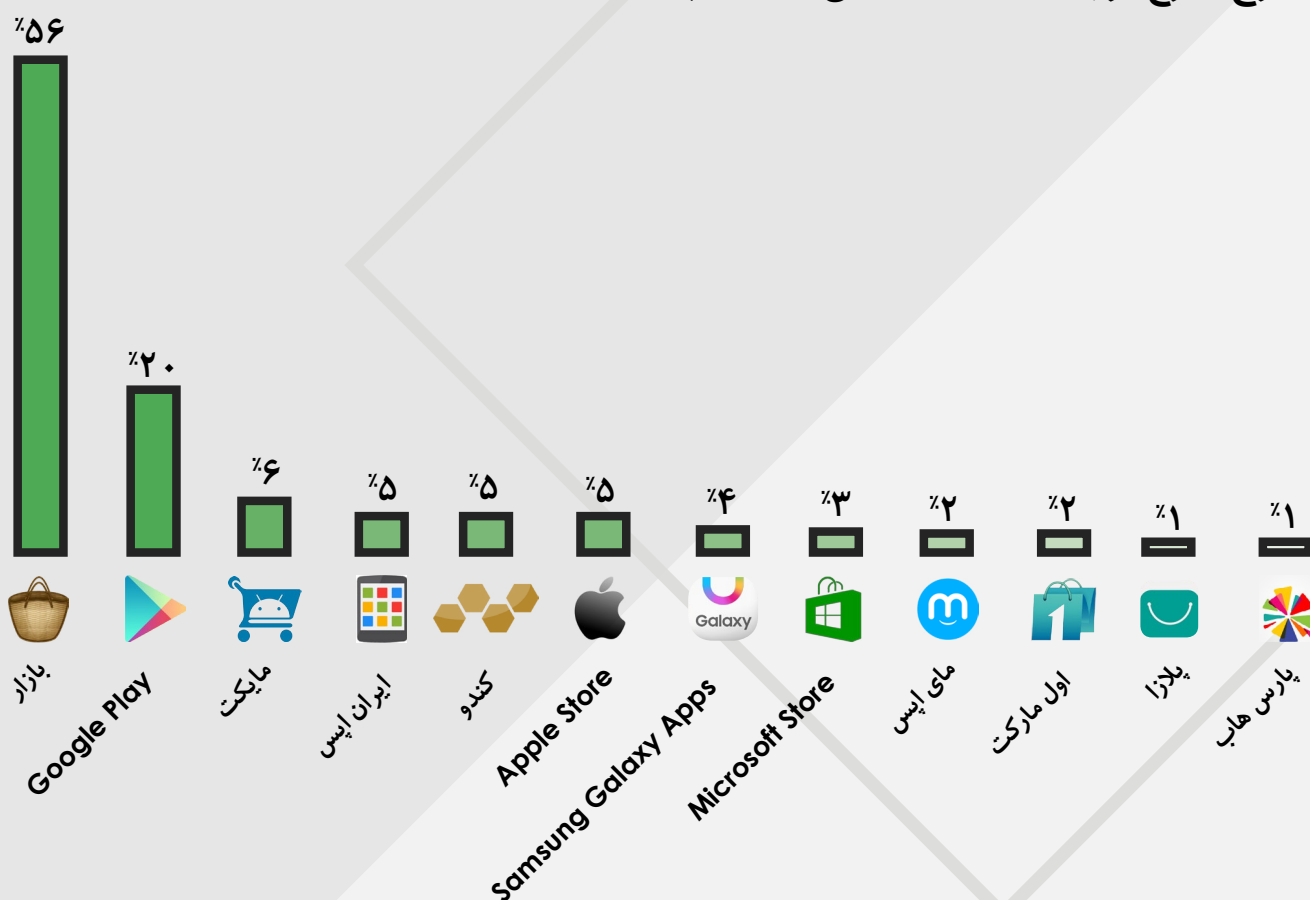 ٪۵۶
٪۲۰
٪۶
٪۵
٪۵
٪۵
٪۴
٪۳
٪۲
٪۲
٪۱
٪۱
Galaxy
1
بازار
Google Play
مایکت
ایران اپس
کندو
Apple Store
Samsung Galaxy Apps
Microsoft Store
مای اپس
اول مارکت
پلازا
پارس هاب